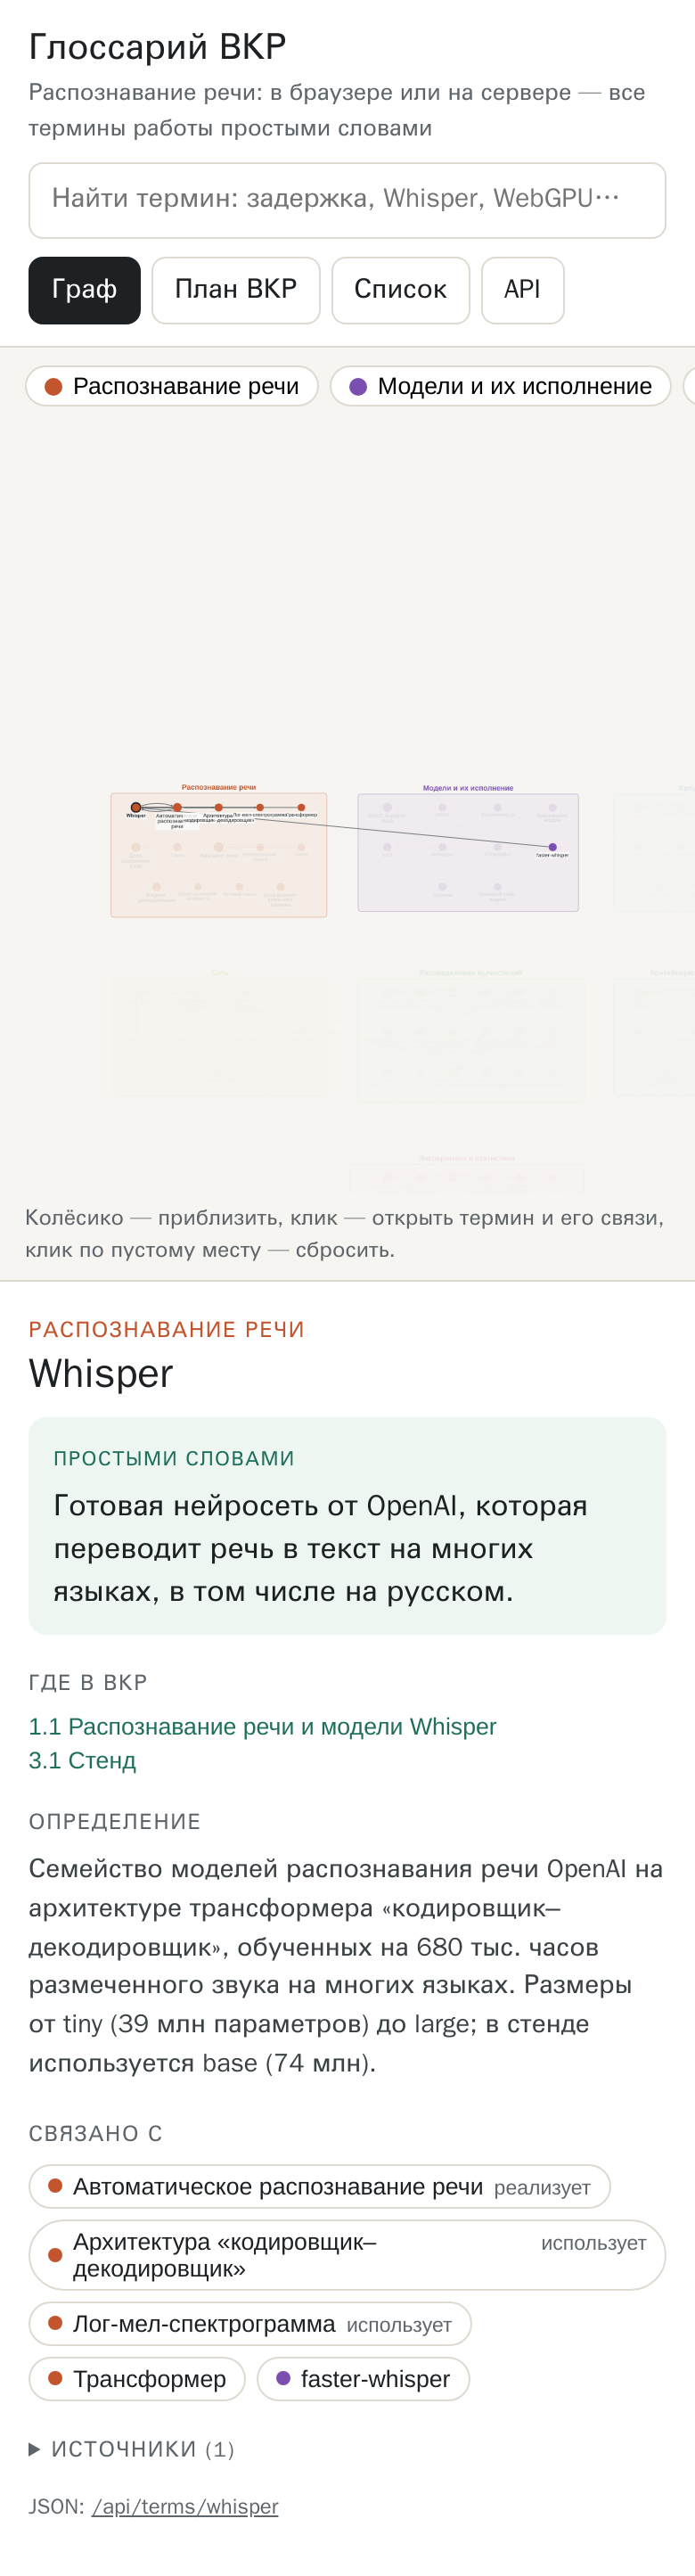 Глоссарий ВКР
Распознавание речи: в браузере или на сервере — все
термины работы простыми словами
Найти термин: задержка, Whisper, WebGPU…
Граф
План ВКР
Список
API
Распознавание речи
Модели и их исполнение
Распознавание речи
Модели и их исполнение
Whisper
faster-whisper
Колёсико — приблизить, клик — открыть термин и его связи,
клик по пустому месту — сбросить.
РАСПОЗНАВАНИЕ РЕЧИ
Whisper
ПРОСТЫМИ СЛОВАМИ
Готовая нейросеть от OpenAI, которая
переводит речь в текст на многих
языках, в том числе на русском.
ГДЕ В ВКР
1.1 Распознавание речи и модели Whisper
3.1 Стенд
ОПРЕДЕЛЕНИЕ
Семейство моделей распознавания речи OpenAI на
архитектуре трансформера «кодировщик–
декодировщик», обученных на 680 тыс. часов
размеченного звука на многих языках. Размеры
от tiny (39 млн параметров) до large; в стенде
используется base (74 млн).
СВЯЗАНО С
Автоматическое распознавание речи реализует
Архитектура «кодировщик– использует
декодировщик»
Лог-мел-спектрограмма использует
Трансформер
faster-whisper
ИСТОЧНИКИ (1)
JSON: /api/terms/whisper